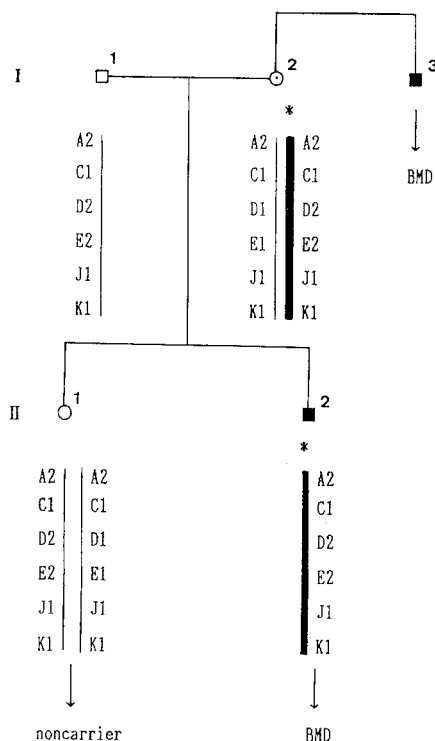 1 2 3
I
* BMD
A2 A2 A2
C1 C1 C1
D2 D1 D2
E2 E1 E2
J1 J1 J1
K1 K1 K1
1 2
II
*
A2 A2 A2
C1 C1 C1
D2 D1 D2
E2 E1 E2
J1 J1 J1
K1 K1 K1
noncarrier BMD